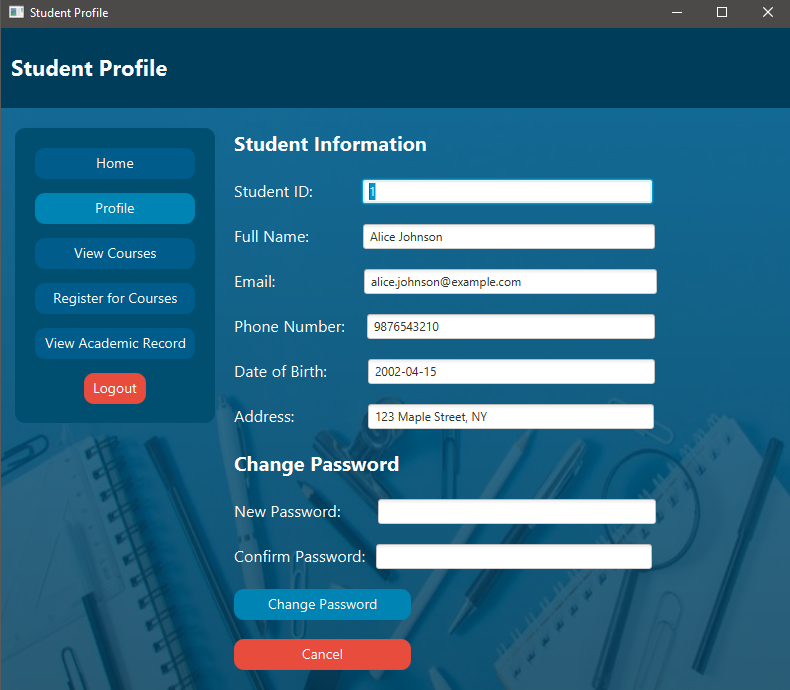 Student Profile
Student Profile
Home
Profile
View Courses
Register for Courses
View Academic Record
Logout
Student Information
Student ID: 1
Full Name: Alice Johnson
Email: alice.johnson@example.com
Phone Number: 9876543210
Date of Birth: 2002-04-15
Address: 123 Maple Street, NY
Change Password
New Password:
Confirm Password:
Change Password
Cancel